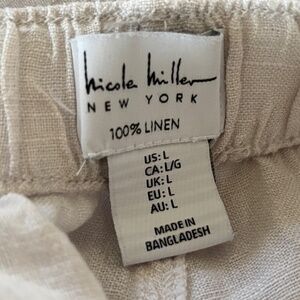 nicole miller
NEW YORK
100% LINEN
US: L
CA: L/G
UK: L
EU: L
AU: L
MADE IN
BANGLADESH